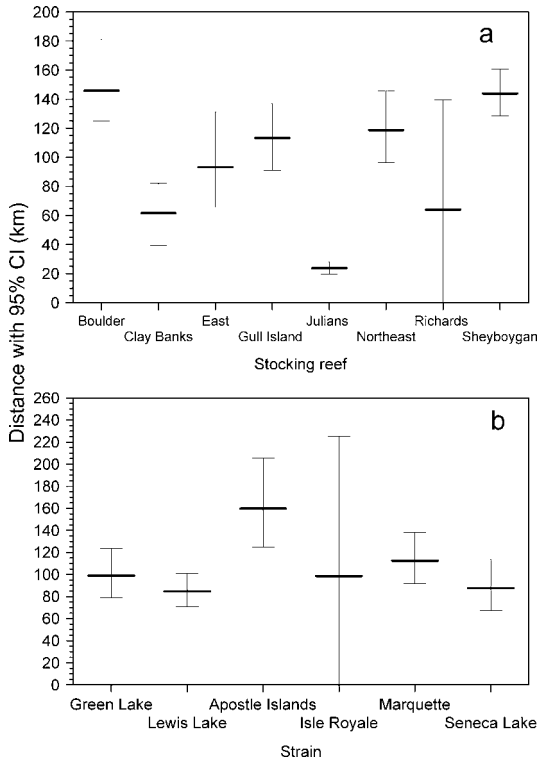 Distance with 95% CI (km)
a
200
180
160
140
120
100
80
60
40
20
0
Boulder
Clay Banks
East
Gull Island
Julians
Northeast
Richards
Sheyboygan
Stocking reef
b
260
240
220
200
180
160
140
120
100
80
60
40
20
0
Green Lake
Lewis Lake
Apostle Islands
Isle Royale
Marquette
Seneca Lake
Strain